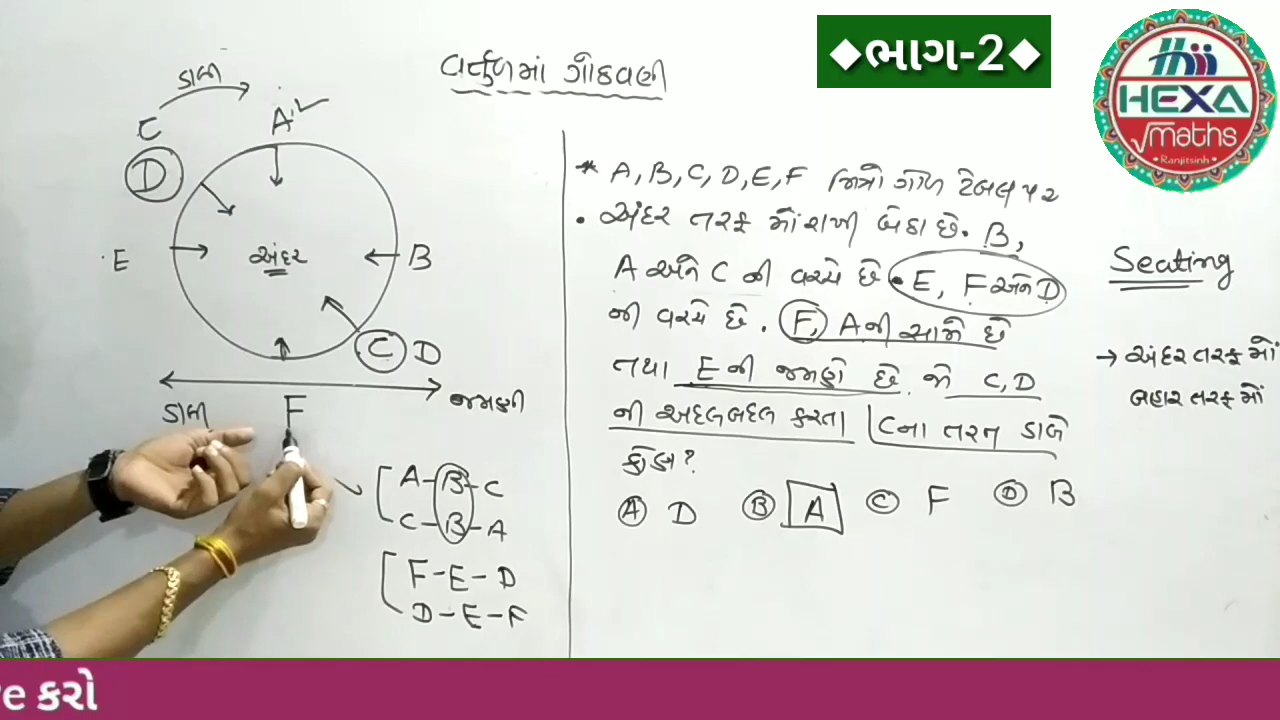 ◆ભાગ-2◆
HEXA
√maths
Ranjitsinh
વર્તુળમાં ગોઠવણી
ડાબી
C
A
D
E
અંદર
B
C D
ડાબી
F
જમણી
A-B-C
C-B-A
F-E-D
D-E-F
* A, B, C, D, E, F મિત્રો ગોળ ટેબલ પર
• અંદર તરફ મોં રાખી બેઠા છે. B,
A અને C ની વચ્ચે છે. E, F અને D
ની વચ્ચે છે. F, A ની સામે છે
તથા E ની જમણે છે જો C, D
ની અદલબદલ કરતા C ના તરત ડાબે
કોણ?
(A) D (B) A (C) F (D) B
Seating
→ અંદર તરફ મોં
બહાર તરફ મોં
e કરો